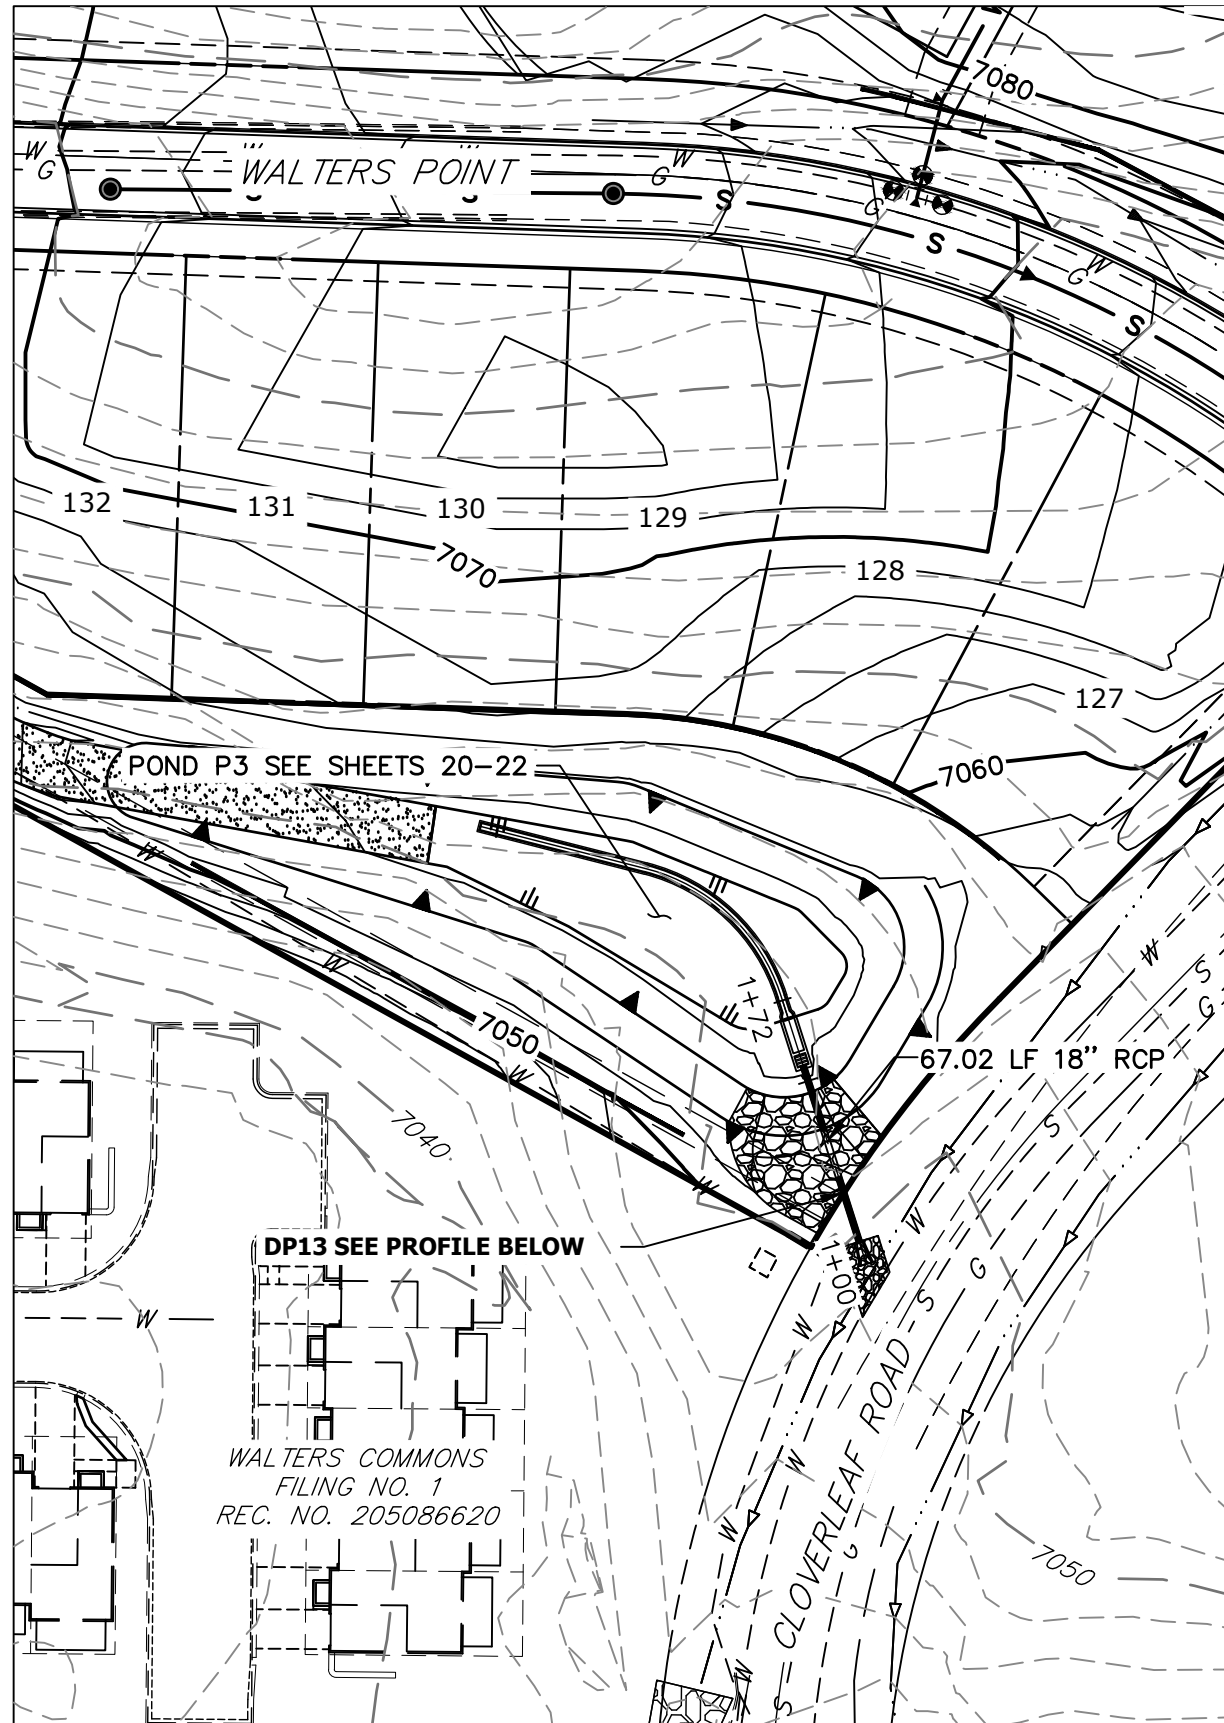 7080
W
G
WALTERS POINT
W
G
S
G
S
W
G
S
132
131
130
129
7070
128
127
POND P3 SEE SHEETS 20-22
7060
W
W
1+72
W
S
G
7050
W
67.02 LF 18” RCP
S
7040
W
DP13 SEE PROFILE BELOW
W
G
1+00
S
W
W
W
WALTERS COMMONS
FILING NO. 1
REC. NO. 205086620
W
CLOVERLEAF ROAD
G
7050
W
S